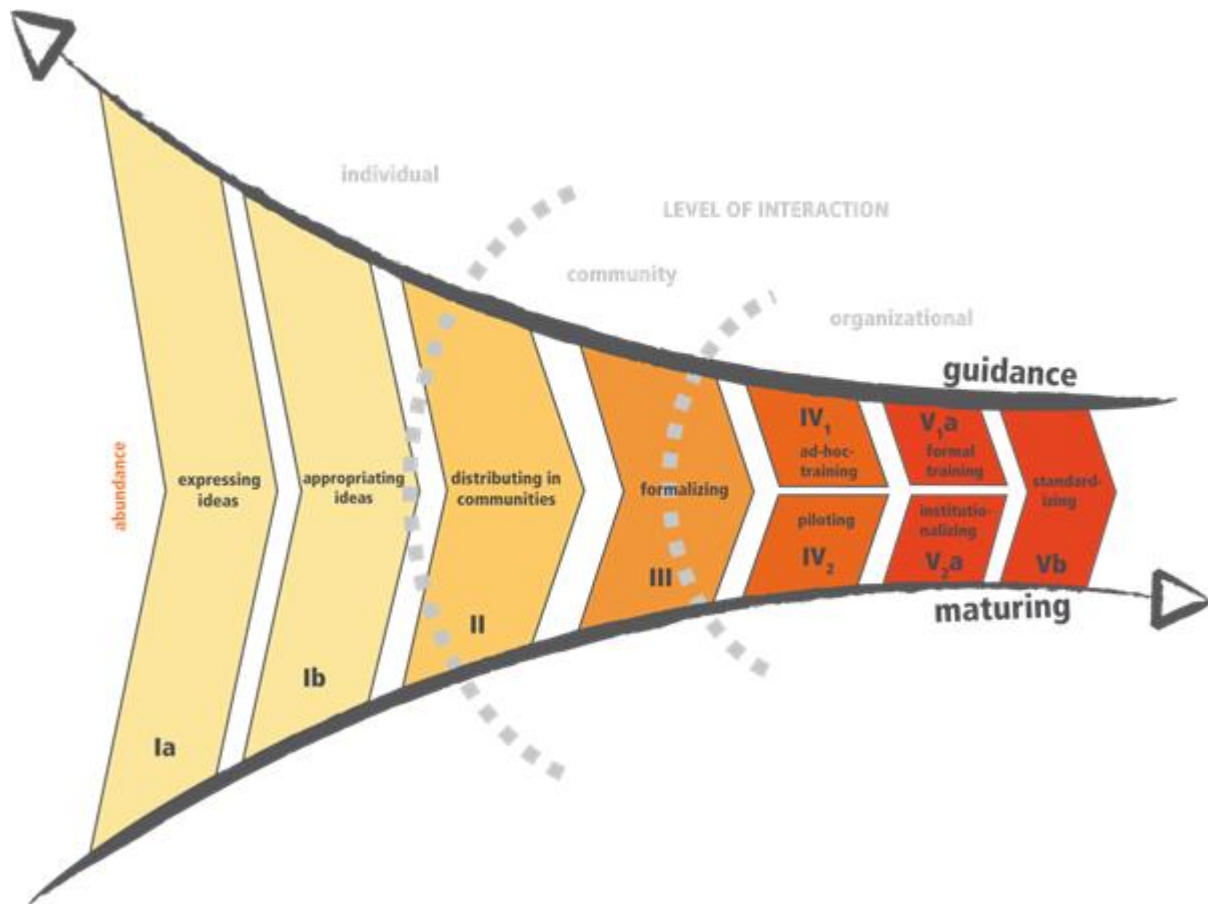 individual
LEVEL OF INTERACTION
community
organizational
guidance
abundance
expressing
ideas
Ia
appropriating
ideas
Ib
distributing in
communities
II
formalizing
III
IV₁
ad-hoc-
training
piloting
IV₂
V₁a
formal
training
institutio-
nalizing
V₂a
standard-
izing
Vb
maturing